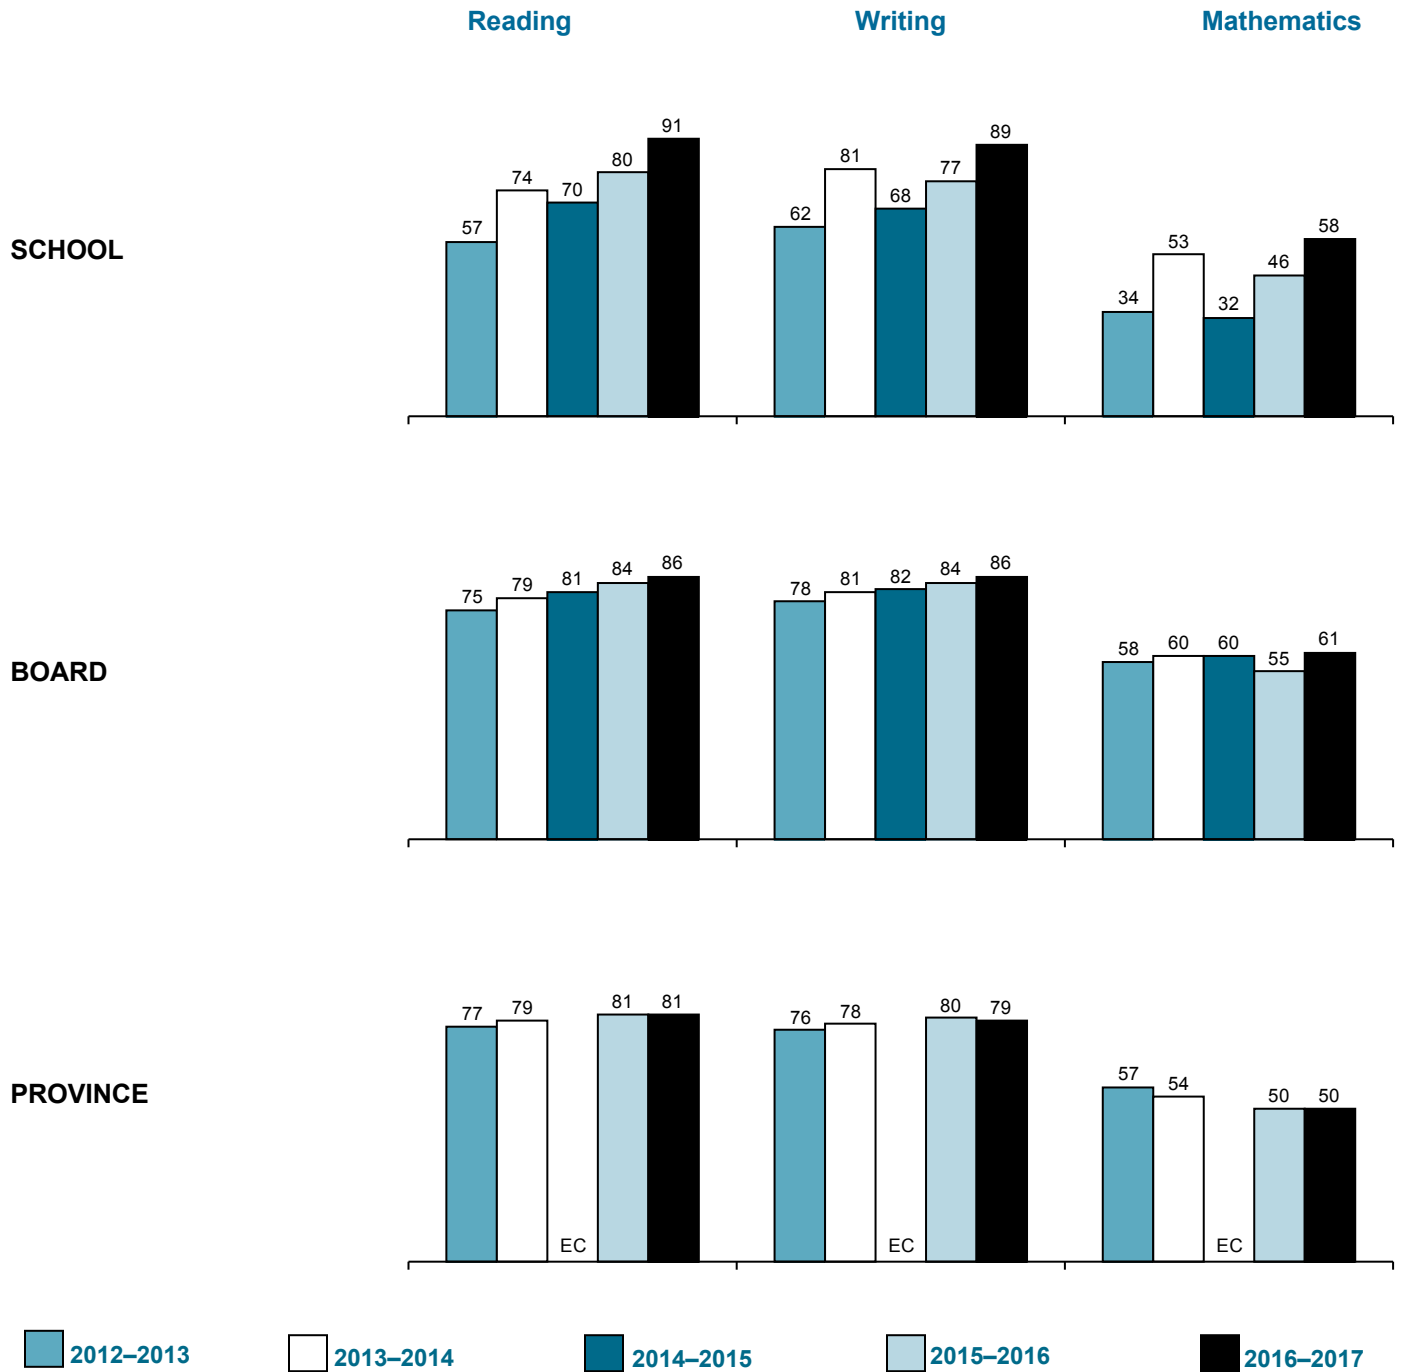 Reading Writing Mathematics
SCHOOL
57 74 70 80 91 62 81 68 77 89 34 53 32 46 58
BOARD
75 79 81 84 86 78 81 82 84 86 58 60 60 55 61
PROVINCE
77 79 EC 81 81 76 78 EC 80 79 57 54 EC 50 50
2012–2013 2013–2014 2014–2015 2015–2016 2016–2017